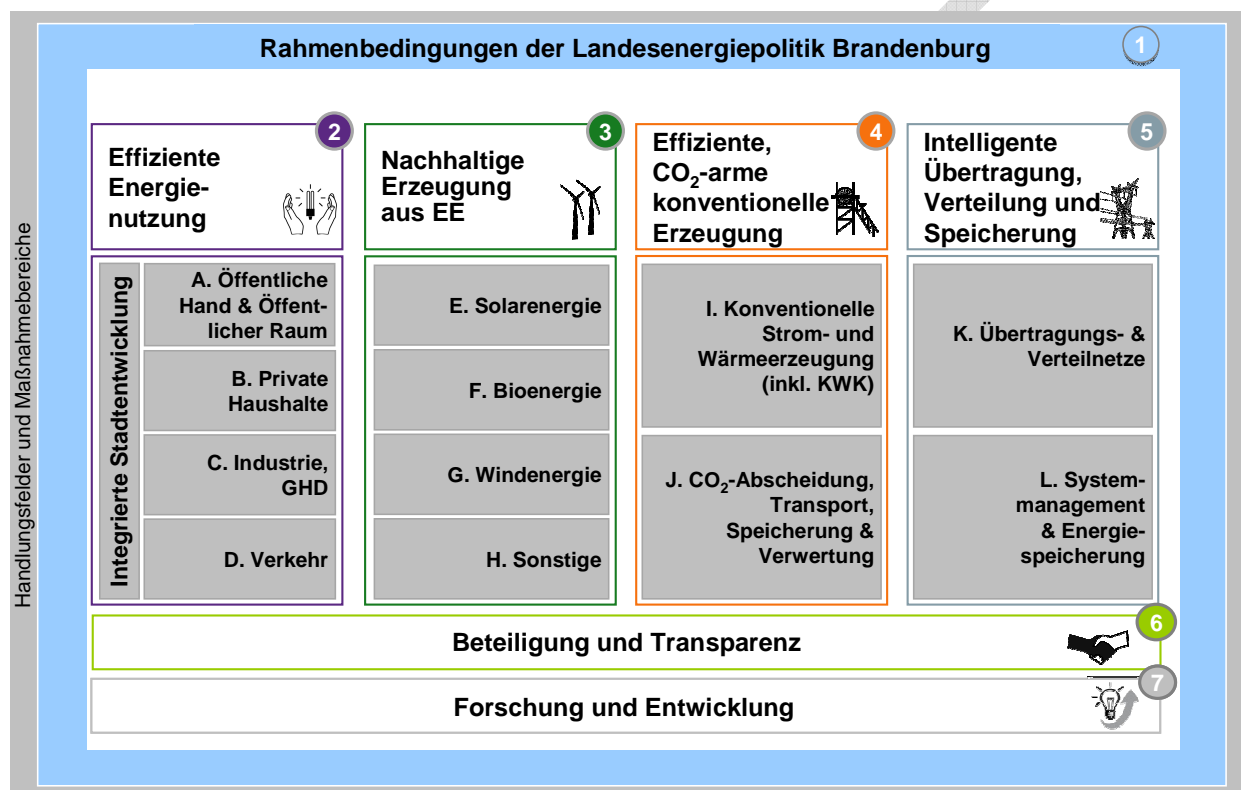 Rahmenbedingungen der Landesenergiepolitik Brandenburg
1
Handlungsfelder und Maßnahmebereiche
2
Effiziente
Energie-
nutzung
3
Nachhaltige
Erzeugung
aus EE
4
Effiziente,
CO₂-arme
konventionelle
Erzeugung
5
Intelligente
Übertragung,
Verteilung und
Speicherung
Integrierte Stadtentwicklung
A. Öffentliche
Hand & Öffent-
licher Raum
B. Private
Haushalte
C. Industrie,
GHD
D. Verkehr
E. Solarenergie
F. Bioenergie
G. Windenergie
H. Sonstige
I. Konventionelle
Strom- und
Wärmeerzeugung
(inkl. KWK)
J. CO₂-Abscheidung,
Transport,
Speicherung &
Verwertung
K. Übertragungs- &
Verteilnetze
L. System-
management
& Energie-
speicherung
6
Beteiligung und Transparenz
7
Forschung und Entwicklung